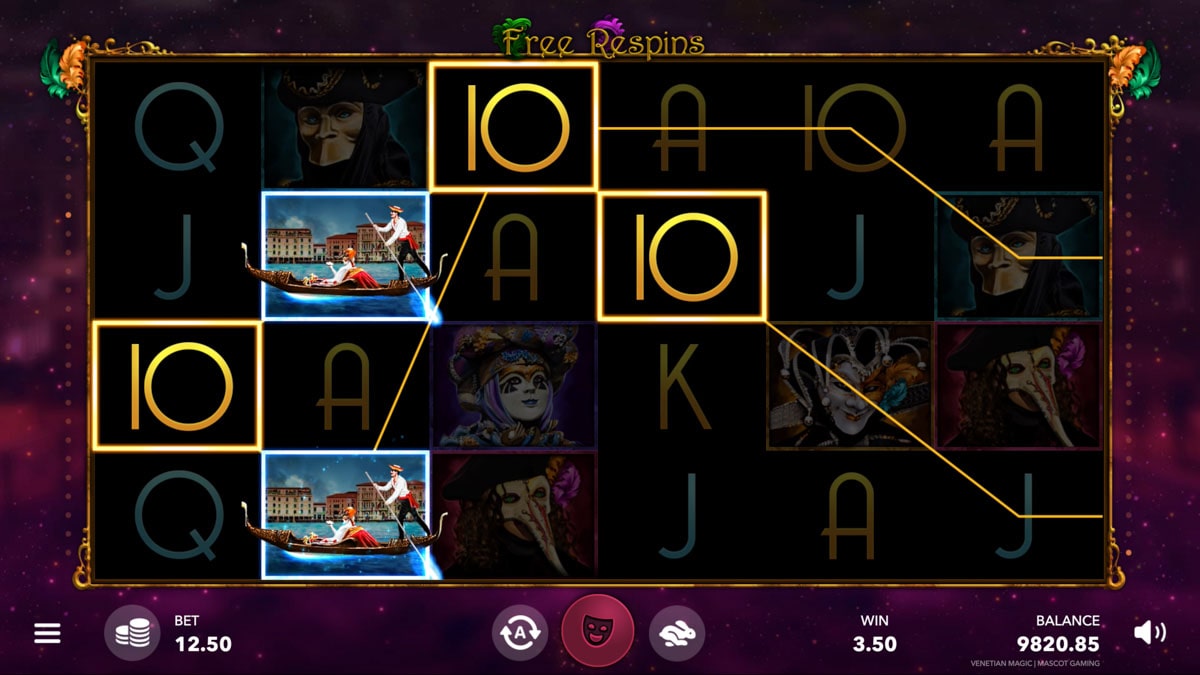 Free Respins
Q 10 A 10 A
J A 10 J
10 A K
Q J A J
BET
12.50
A
WIN
3.50
BALANCE
9820.85
VENETIAN MAGIC | MASCOT GAMING